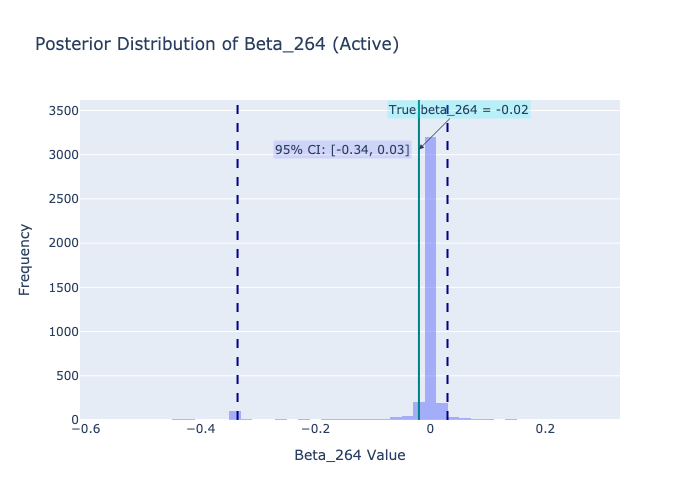 Posterior Distribution of Beta_264 (Active)
True beta_264 = -0.02
95% CI: [-0.34, 0.03]
3500
3000
2500
2000
1500
1000
500
0
Frequency
−0.6
−0.4
−0.2
0
0.2
Beta_264 Value